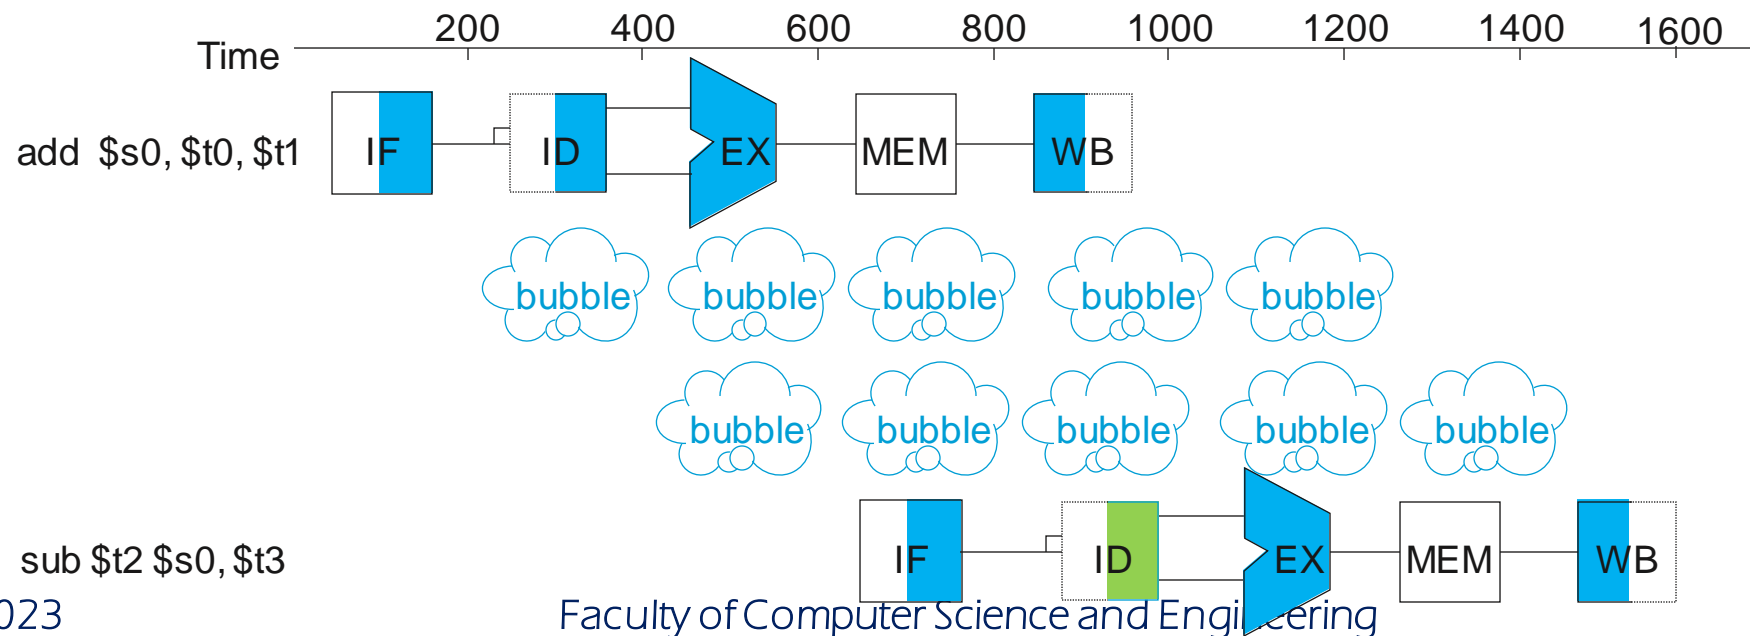 200 400 600 800 1000 1200 1400 1600
Time
add $s0, $t0, $t1 IF ID EX MEM WB
bubble bubble bubble bubble bubble
bubble bubble bubble bubble bubble
sub $t2 $s0, $t3 IF ID EX MEM WB
023 Faculty of Computer Science and Engineering